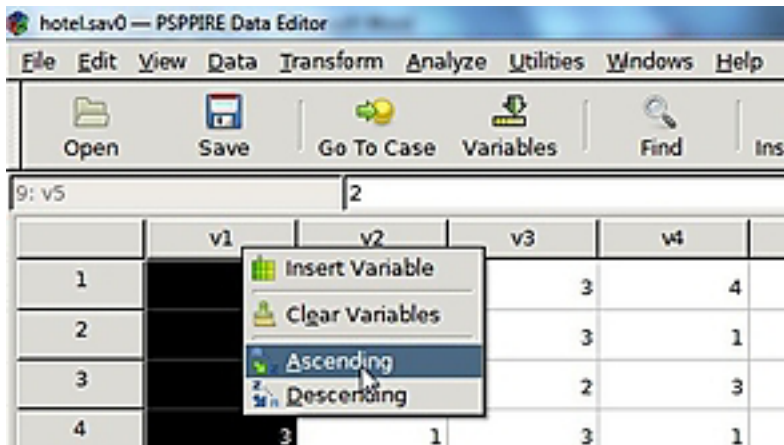 hotel.sav0 — PSPPIRE Data Editor
File Edit View Data Transform Analyze Utilities Windows Help
Open Save Go To Case Variables Find Ins
9: v5 2
v1 v2 v3 v4
1 3 4
Insert Variable
Clear Variables
2 3 1
Ascending
3 2 3
Descending
4 3 1 3 1